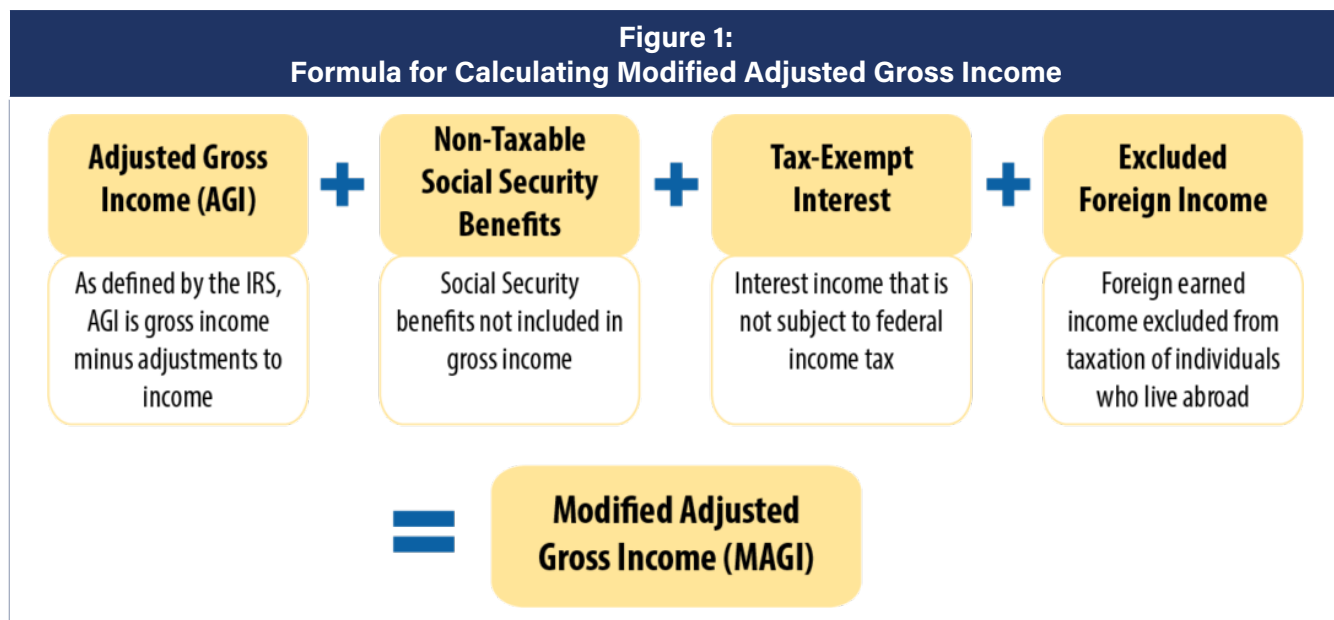 Figure 1:
Formula for Calculating Modified Adjusted Gross Income
Adjusted Gross
Income (AGI)
As defined by the IRS,
AGI is gross income
minus adjustments to
income
+
Non-Taxable
Social Security
Benefits
Social Security
benefits not included in
gross income
+
Tax-Exempt
Interest
Interest income that is
not subject to federal
income tax
+
Excluded
Foreign Income
Foreign earned
income excluded from
taxation of individuals
who live abroad
=
Modified Adjusted
Gross Income (MAGI)